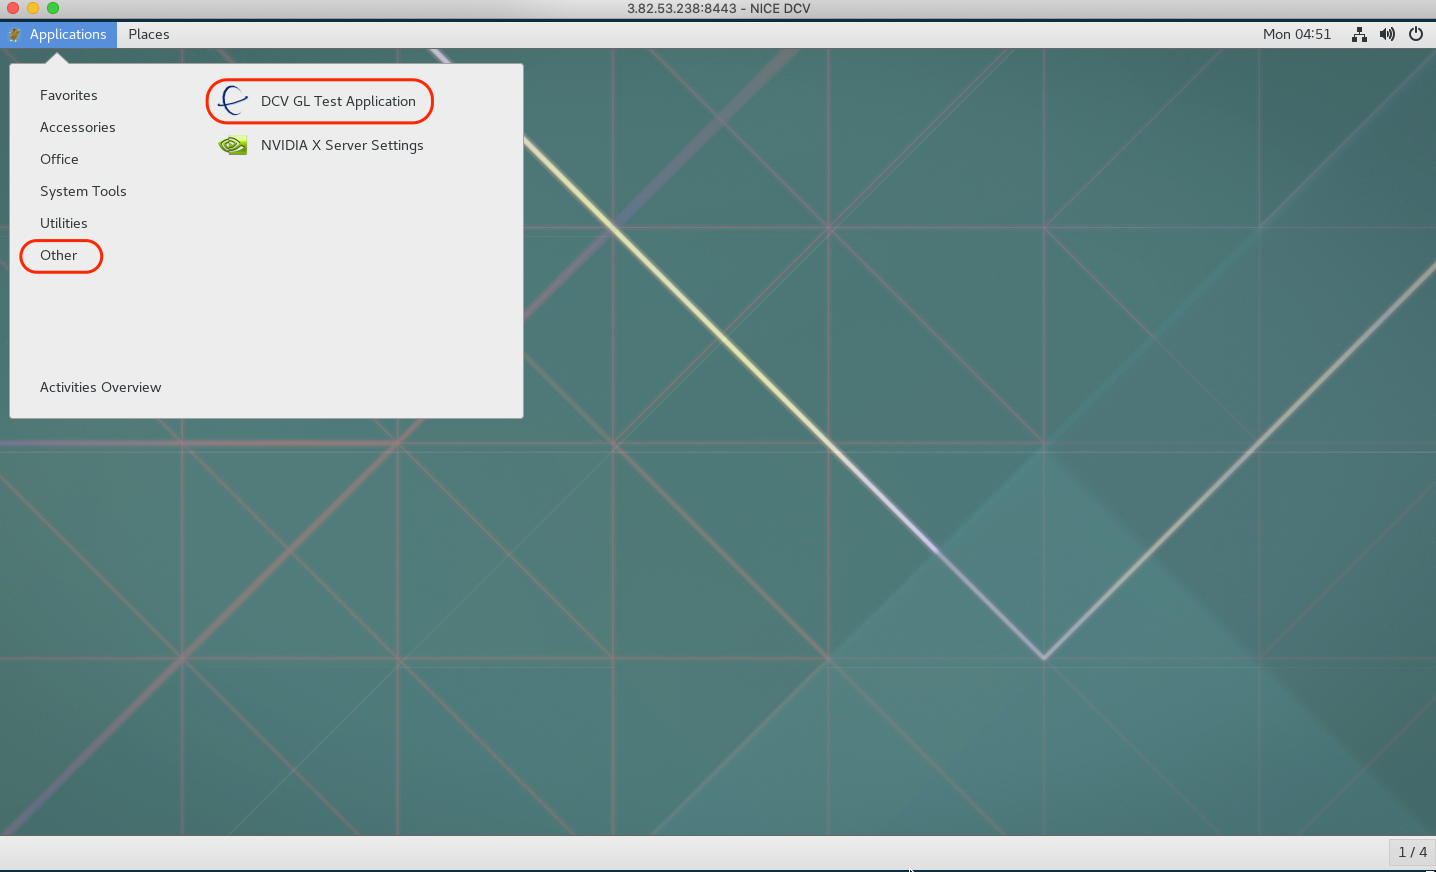 3.82.53.238:8443 - NICE DCV
Applications Places Mon 04:51
Favorites
Accessories
Office
System Tools
Utilities
Other
Activities Overview
DCV GL Test Application
NVIDIA X Server Settings
1 / 4